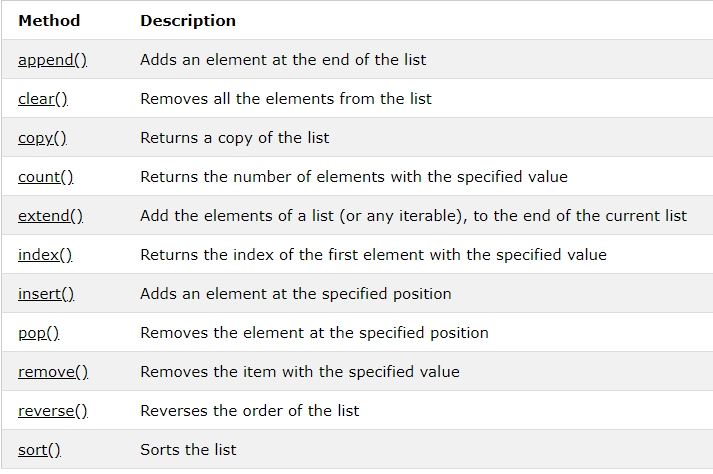 Method Description
append() Adds an element at the end of the list
clear() Removes all the elements from the list
copy() Returns a copy of the list
count() Returns the number of elements with the specified value
extend() Add the elements of a list (or any iterable), to the end of the current list
index() Returns the index of the first element with the specified value
insert() Adds an element at the specified position
pop() Removes the element at the specified position
remove() Removes the item with the specified value
reverse() Reverses the order of the list
sort() Sorts the list